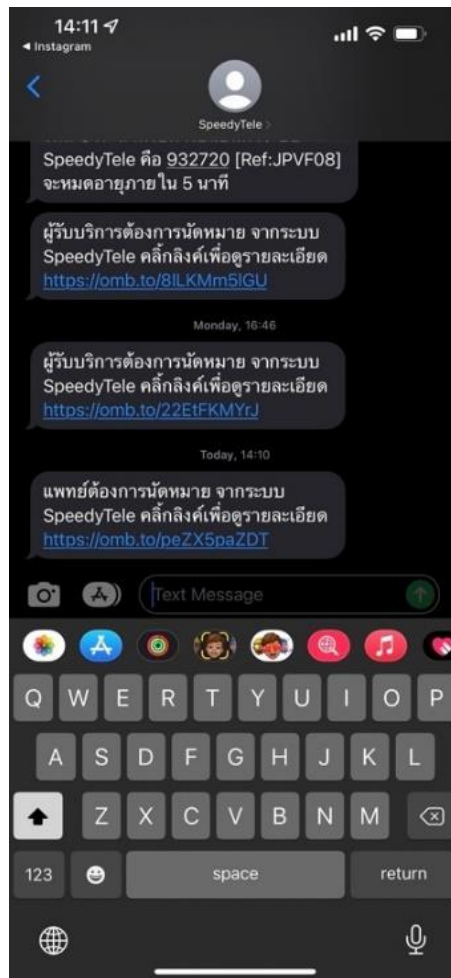 14:11
◀ Instagram
SpeedyTele >
SpeedyTele คือ 932720 [Ref:JPVF08]
จะหมดอายุภายใน 5 นาที
ผู้รับบริการต้องการนัดหมาย จากระบบ
SpeedyTele คลิ้กลิงค์เพื่อดูรายละเอียด
https://omb.to/8lLKMm5lGU
Monday, 16:46
ผู้รับบริการต้องการนัดหมาย จากระบบ
SpeedyTele คลิ้กลิงค์เพื่อดูรายละเอียด
https://omb.to/22EtFKMYrJ
Today, 14:10
แพทย์ต้องการนัดหมาย จากระบบ
SpeedyTele คลิ้กลิงค์เพื่อดูรายละเอียด
https://omb.to/peZX5paZDT
Text Message
Q W E R T Y U I O P
A S D F G H J K L
Z X C V B N M
123 space return